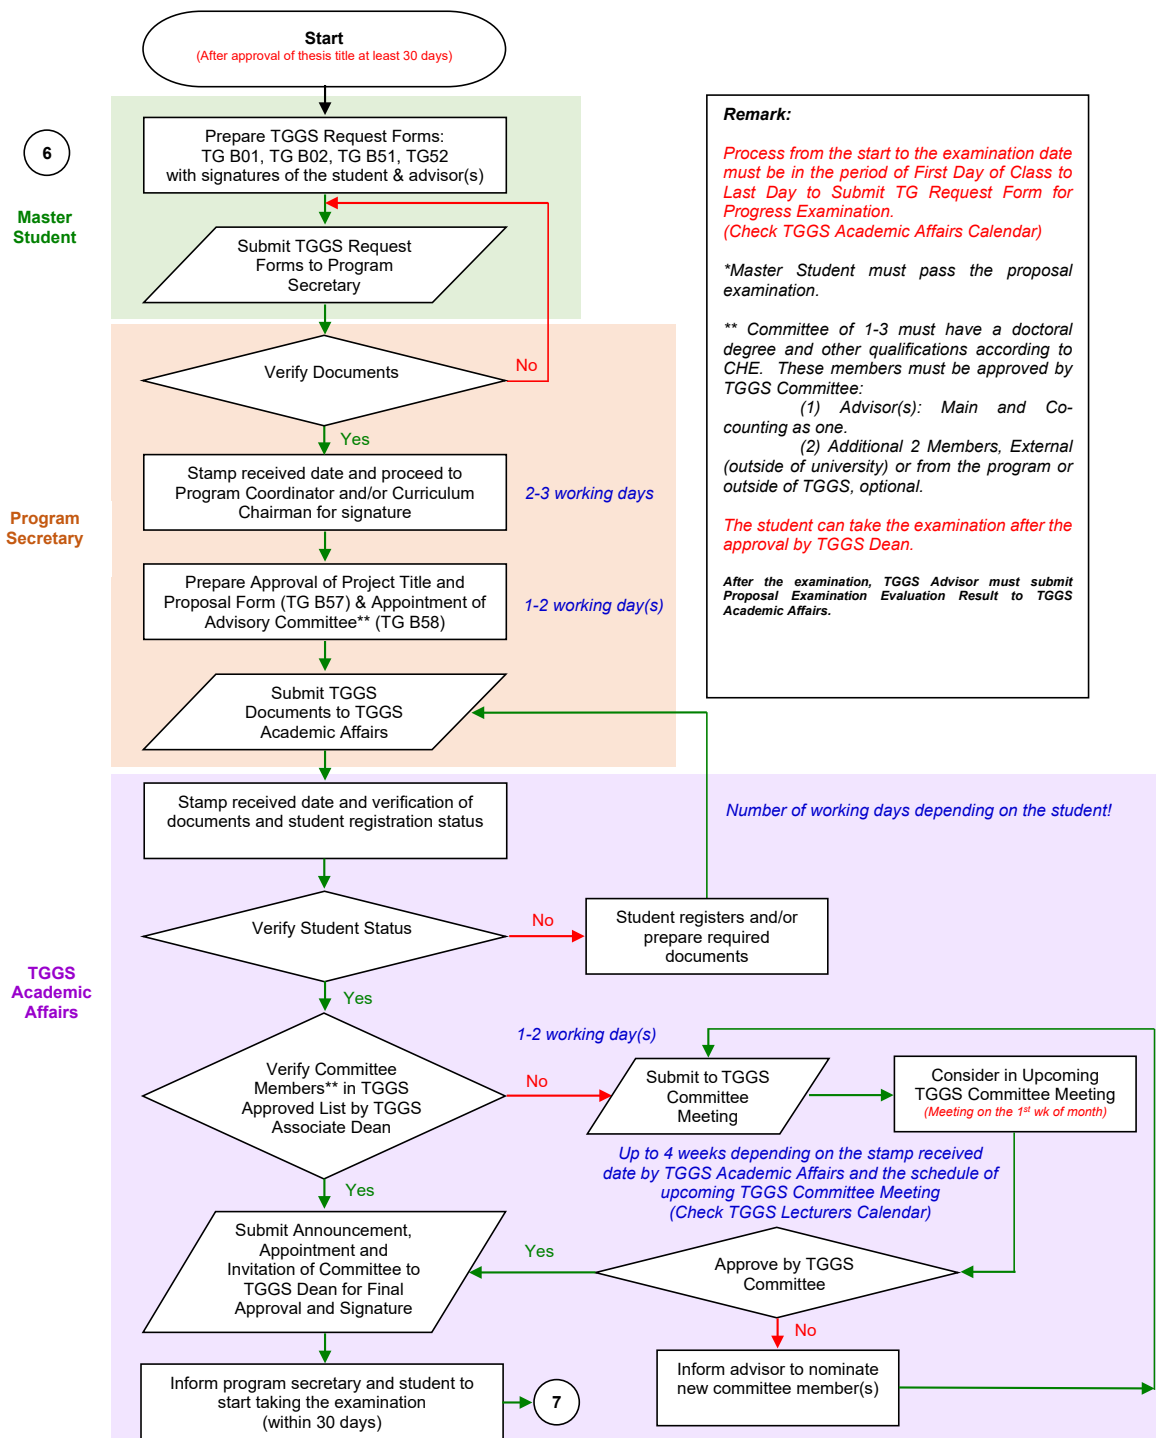 Start
(After approval of thesis title at least 30 days)
6
Master
Student
Prepare TGGS Request Forms:
TG B01, TG B02, TG B51, TG52
with signatures of the student & advisor(s)
Submit TGGS Request
Forms to Program
Secretary
Remark:
Process from the start to the examination date
must be in the period of First Day of Class to
Last Day to Submit TG Request Form for
Progress Examination.
(Check TGGS Academic Affairs Calendar)
*Master Student must pass the proposal
examination.
** Committee of 1-3 must have a doctoral
degree and other qualifications according to
CHE. These members must be approved by
TGGS Committee:
(1) Advisor(s): Main and Co-
counting as one.
(2) Additional 2 Members, External
(outside of university) or from the program or
outside of TGGS, optional.
The student can take the examination after the
approval by TGGS Dean.
After the examination, TGGS Advisor must submit
Proposal Examination Evaluation Result to TGGS
Academic Affairs.
Program
Secretary
Verify Documents
No
Yes
Stamp received date and proceed to
Program Coordinator and/or Curriculum
Chairman for signature
2-3 working days
Prepare Approval of Project Title and
Proposal Form (TG B57) & Appointment of
Advisory Committee** (TG B58)
1-2 working day(s)
Submit TGGS
Documents to TGGS
Academic Affairs
TGGS
Academic
Affairs
Stamp received date and verification of
documents and student registration status
Number of working days depending on the student!
Verify Student Status
No
Student registers and/or
prepare required
documents
Yes
1-2 working day(s)
Verify Committee
Members** in TGGS
Approved List by TGGS
Associate Dean
No
Submit to TGGS
Committee
Meeting
Consider in Upcoming
TGGS Committee Meeting
(Meeting on the 1st wk of month)
Up to 4 weeks depending on the stamp received
date by TGGS Academic Affairs and the schedule of
upcoming TGGS Committee Meeting
(Check TGGS Lecturers Calendar)
Yes
Submit Announcement,
Appointment and
Invitation of Committee to
TGGS Dean for Final
Approval and Signature
Yes
Approve by TGGS
Committee
No
Inform advisor to nominate
new committee member(s)
Inform program secretary and student to
start taking the examination
(within 30 days)
7